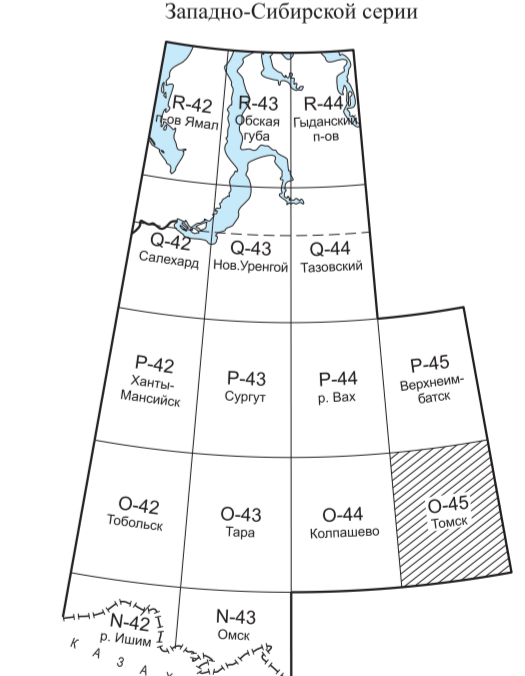 Западно-Сибирской серии
R-42
п-ов Ямал
R-43
Обская
губа
R-44
Гыданский
п-ов
Q-42
Салехард
Q-43
Нов.Уренгой
Q-44
Тазовский
P-42
Ханты-
Мансийск
P-43
Сургут
P-44
р. Вах
P-45
Верхнеим-
батск
O-42
Тобольск
O-43
Тара
O-44
Колпашево
O-45
Томск
N-42
р. Ишим
N-43
Омск
К А З А Х